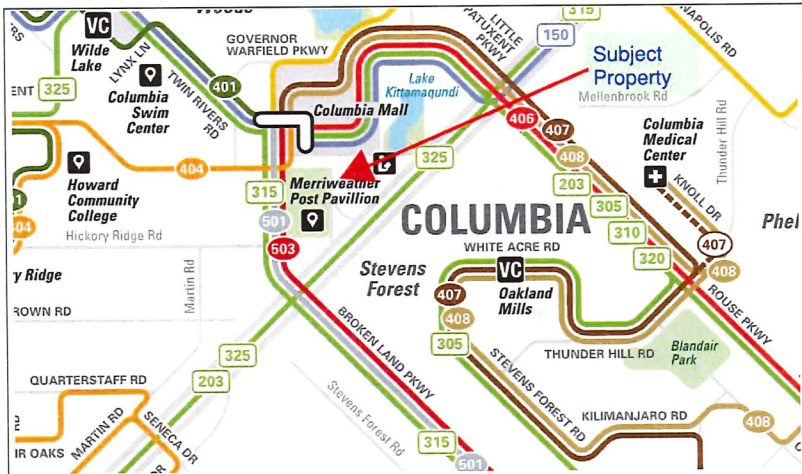 Woods
315
NAPOLIS RD
VC
Wilde
Lake
GOVERNOR
WARFIELD PKWY
LITTLE
PATUXENT
PKWY
150
Subject
Property
LYNX LN
325
ENT
401
Columbia
Swim
Center
TWIN RIVERS
RD
Lake
Kittamaqundi
Columbia Mall
Mellenbrook Rd
406
407
408
Columbia
Medical
Center
Thunder Hill Rd
404
325
203
Howard
Community
College
315
Merriweather
Post Pavillion
KNOLL DR
305
501
COLUMBIA
310
Phel
Hickory Ridge Rd
503
WHITE ACRE RD
320
407
408
Stevens
Forest
VC
Oakland
Mills
ry Ridge
Martin Rd
407
408
305
ROUSE PKWY
ROWN RD
BROKEN LAND PKWY
THUNDER HILL RD
Blandair
Park
325
203
STEVENS FOREST RD
QUARTERSTAFF RD
Stevens Forest Rd
KILIMANJARO RD
408
MARTIN RD
SENECA DR
IR OAKS
315
501